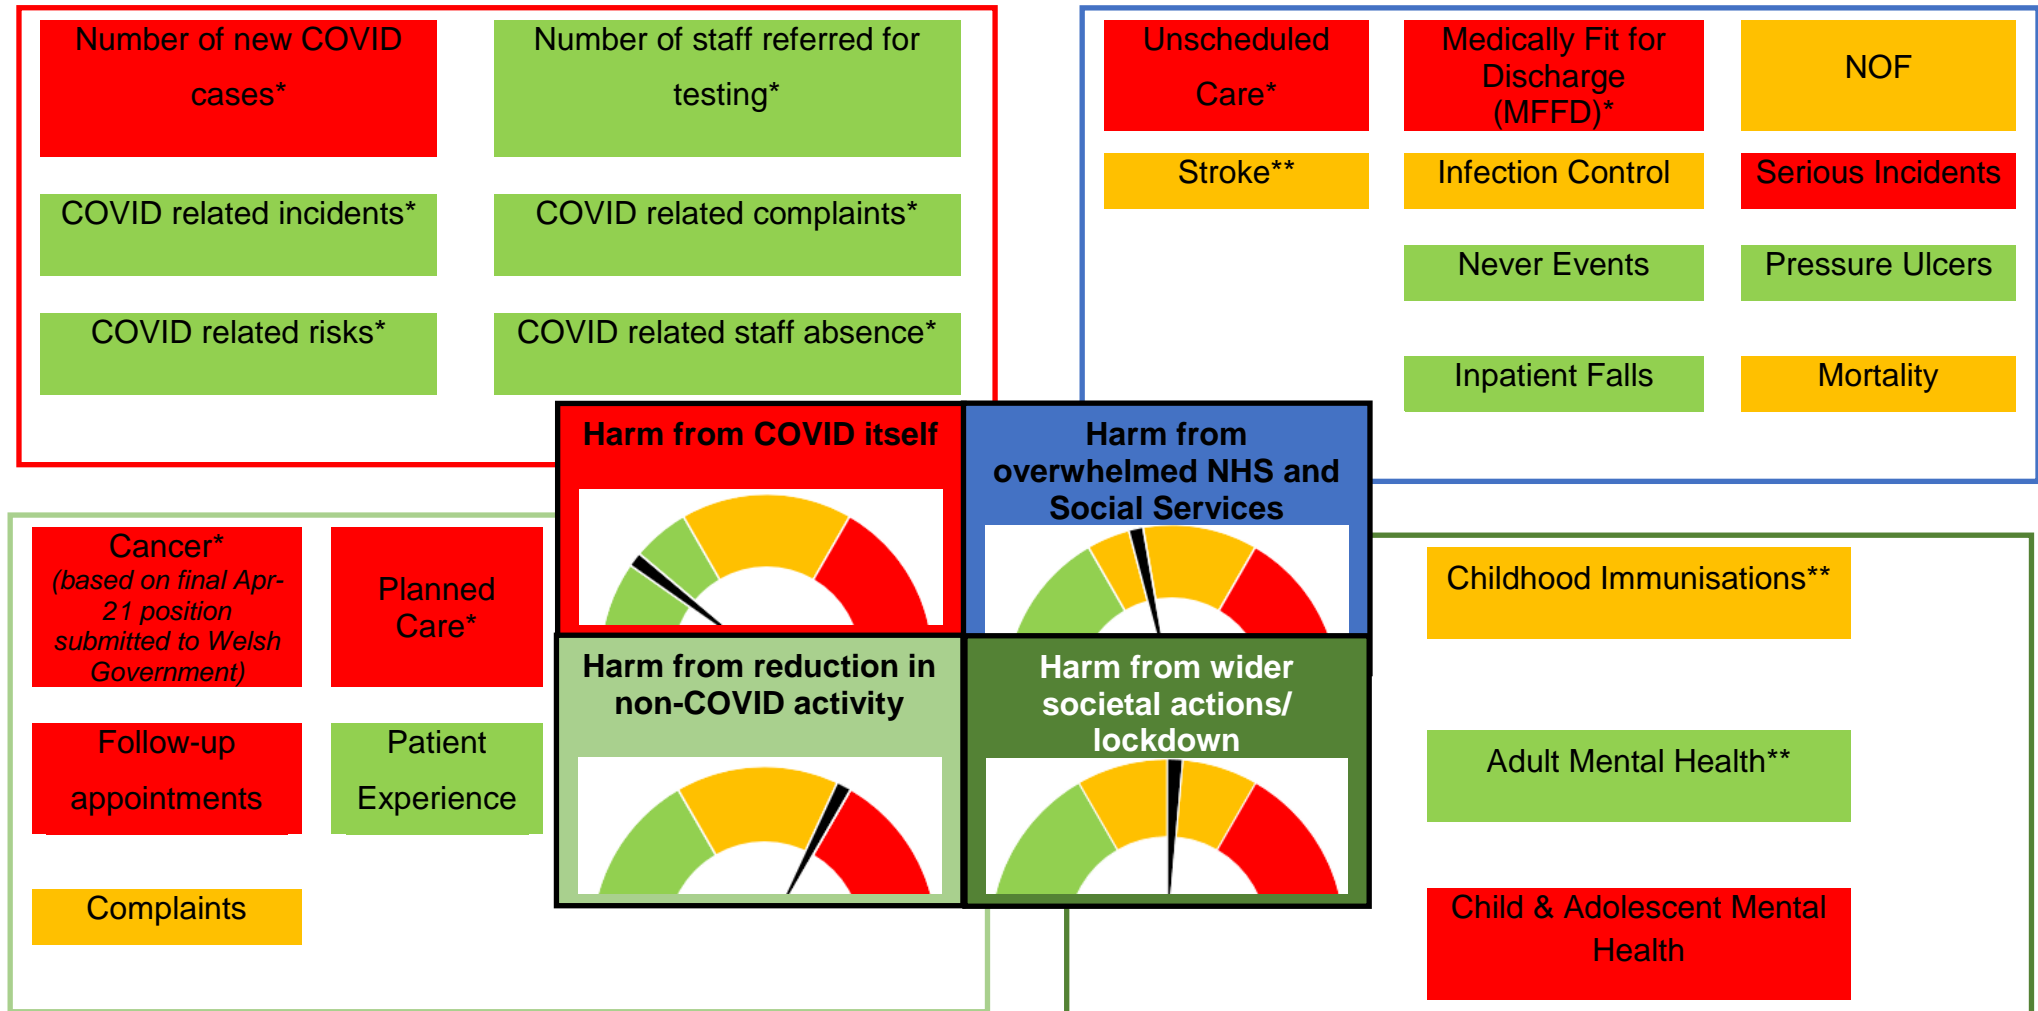 Number of new COVID
cases*
Number of staff referred for
testing*
COVID related incidents*
COVID related complaints*
COVID related risks*
COVID related staff absence*
Unscheduled
Care*
Medically Fit for
Discharge
(MFFD)*
NOF
Stroke**
Infection Control
Serious Incidents
Never Events
Pressure Ulcers
Inpatient Falls
Mortality
Harm from COVID itself
Harm from
overwhelmed NHS and
Social Services
Cancer*
(based on final Apr-
21 position
submitted to Welsh
Government)
Planned
Care*
Follow-up
appointments
Patient
Experience
Complaints
Harm from reduction in
non-COVID activity
Harm from wider
societal actions/
lockdown
Childhood Immunisations**
Adult Mental Health**
Child & Adolescent Mental
Health